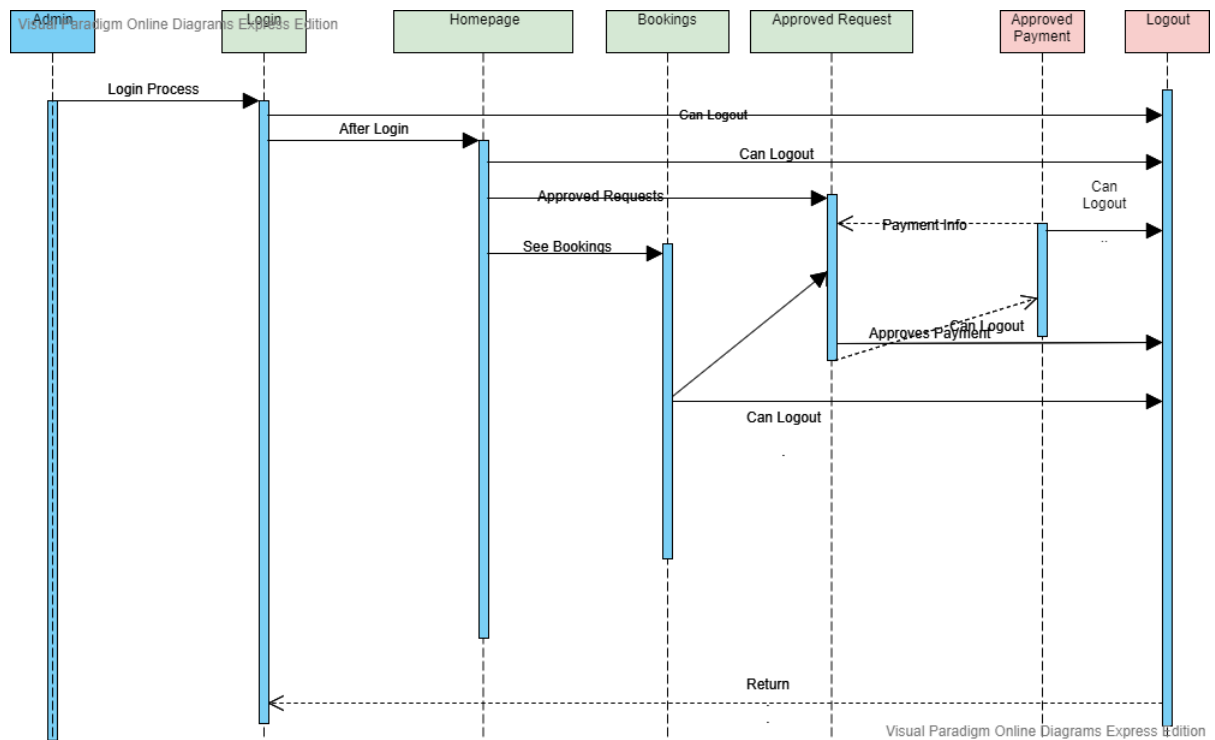 Admin
Visual Paradigm Online Diagrams Express Edition
Login
Homepage
Bookings
Approved Request
Approved
Payment
Logout
Login Process
Can Logout
After Login
Can Logout
Approved Requests
Can
Logout
Payment Info
..
See Bookings
Can Logout
Approves Payment
Can Logout
.
Return
.
.
Visual Paradigm Online Diagrams Express Edition